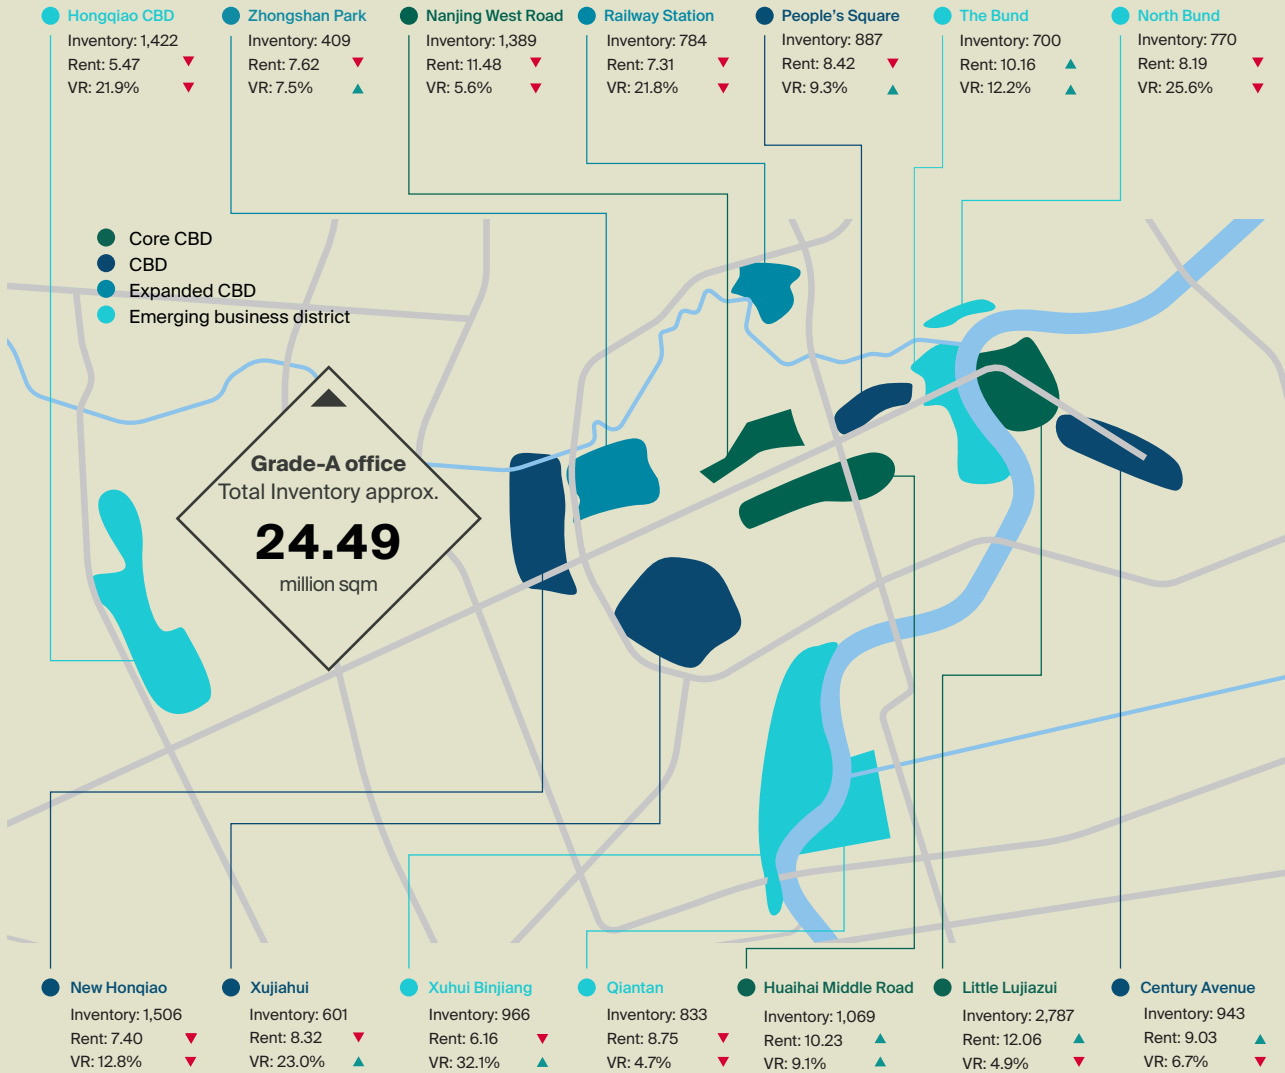 Hongqiao CBD
Inventory: 1,422
Rent: 5.47 ▼
VR: 21.9% ▼
Zhongshan Park
Inventory: 409
Rent: 7.62 ▼
VR: 7.5% ▲
Nanjing West Road
Inventory: 1,389
Rent: 11.48 ▼
VR: 5.6% ▼
Railway Station
Inventory: 784
Rent: 7.31 ▼
VR: 21.8% ▼
People's Square
Inventory: 887
Rent: 8.42 ▼
VR: 9.3% ▲
The Bund
Inventory: 700
Rent: 10.16 ▲
VR: 12.2% ▲
North Bund
Inventory: 770
Rent: 8.19 ▼
VR: 25.6% ▼
Core CBD
CBD
Expanded CBD
Emerging business district
Grade-A office
Total Inventory approx.
24.49
million sqm
New Honqiao
Inventory: 1,506
Rent: 7.40 ▼
VR: 12.8% ▼
Xujiahui
Inventory: 601
Rent: 8.32 ▼
VR: 23.0% ▲
Xuhui Binjiang
Inventory: 966
Rent: 6.16 ▼
VR: 32.1% ▲
Qiantan
Inventory: 833
Rent: 8.75 ▼
VR: 4.7% ▼
Huaihai Middle Road
Inventory: 1,069
Rent: 10.23 ▲
VR: 9.1% ▲
Little Lujiazui
Inventory: 2,787
Rent: 12.06 ▲
VR: 4.9% ▼
Century Avenue
Inventory: 943
Rent: 9.03 ▲
VR: 6.7% ▼